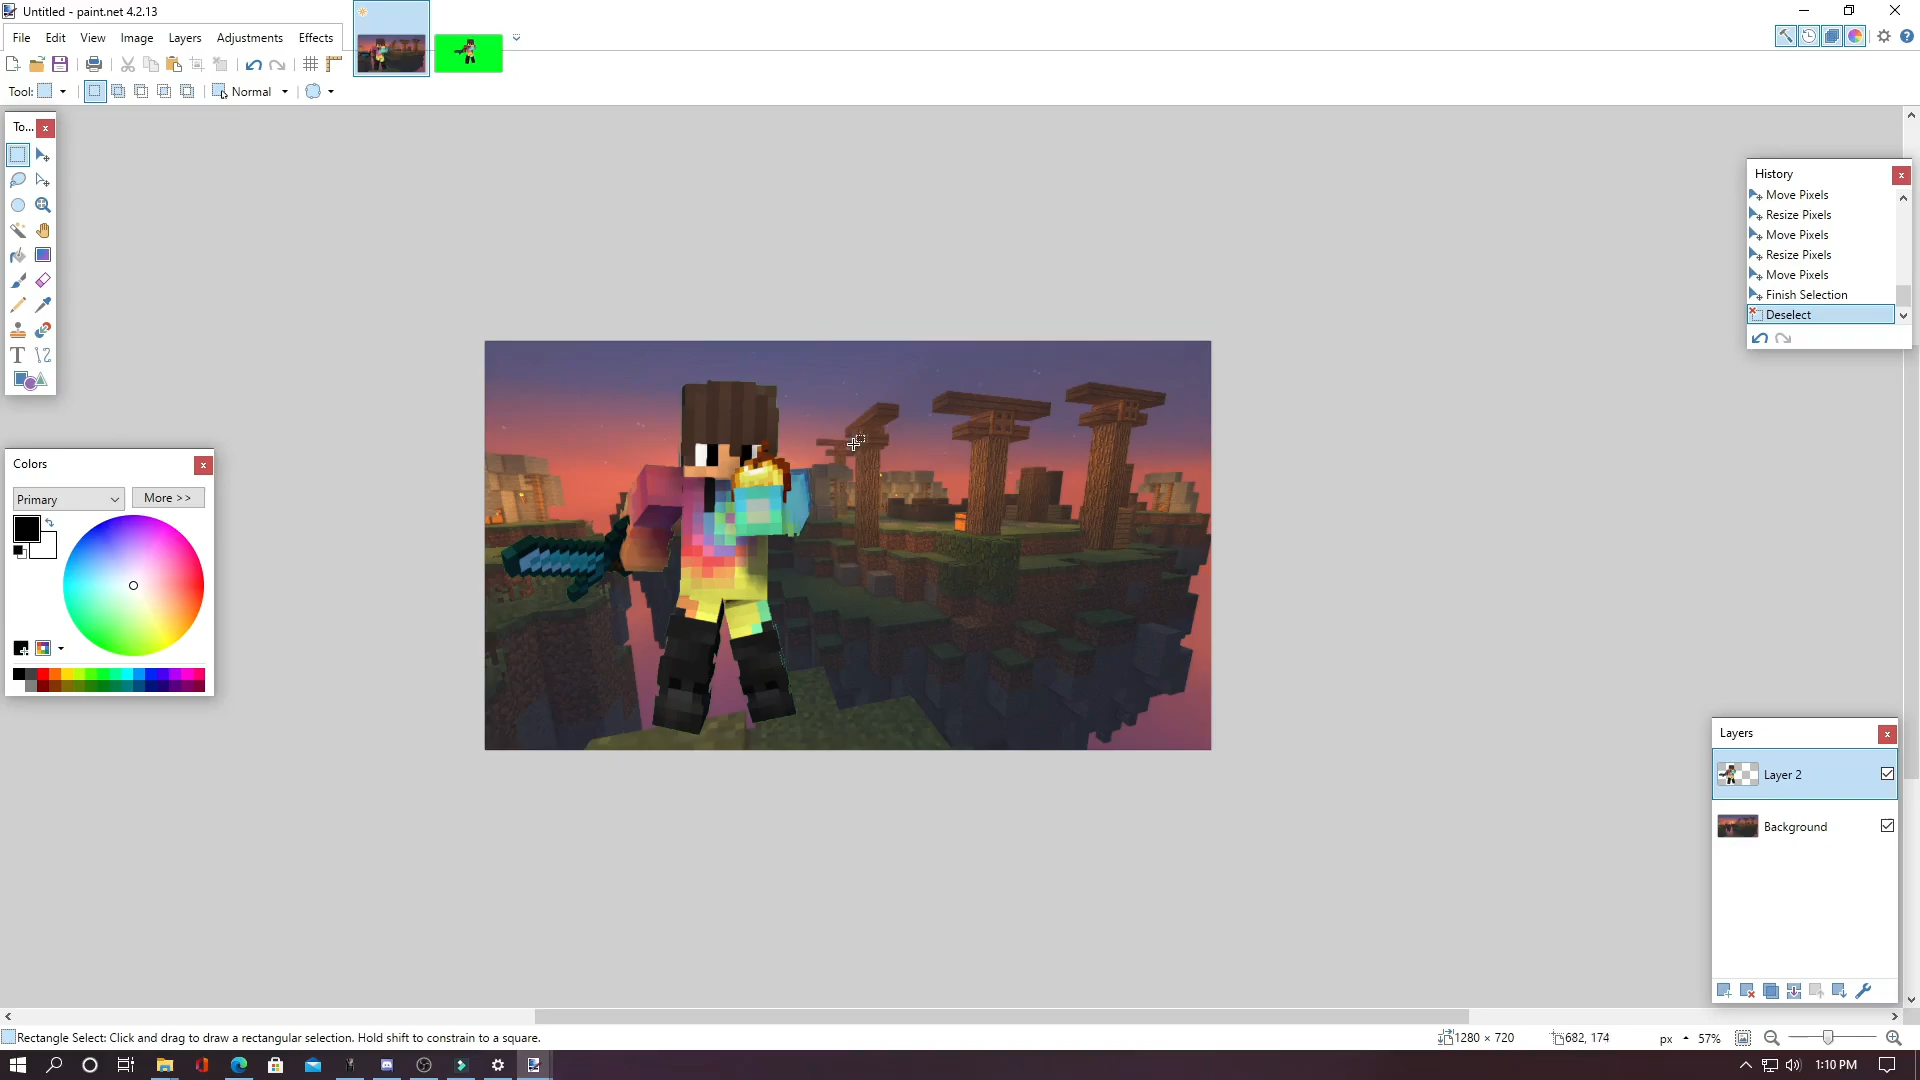 Untitled - paint.net 4.2.13
File Edit View Image Layers Adjustments Effects
Tool: Normal
To...
History
Move Pixels
Resize Pixels
Move Pixels
Resize Pixels
Move Pixels
Finish Selection
Deselect
Colors
Primary More >>
Layers
Layer 2
Background
Rectangle Select: Click and drag to draw a rectangular selection. Hold shift to constrain to a square.
1280 × 720 682, 174 px 57%
1:10 PM